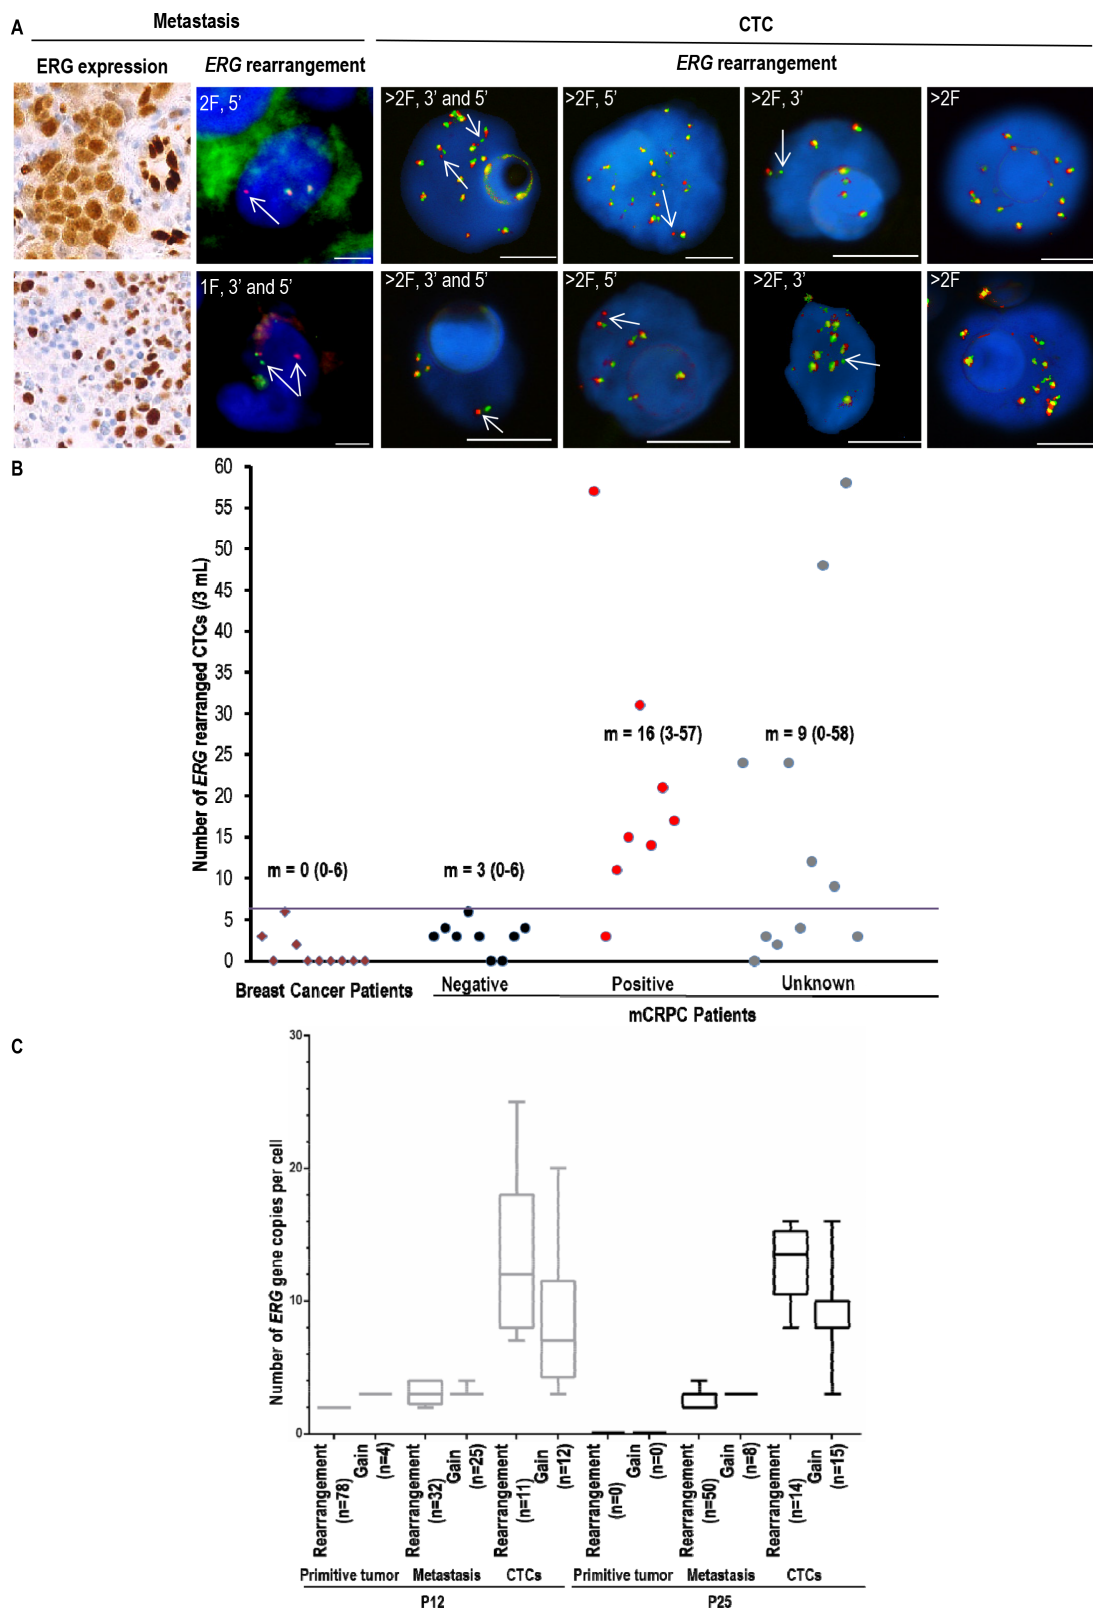 A
Metastasis
CTC
ERG expression
ERG rearrangement
ERG rearrangement
2F, 5’
>2F, 3’ and 5’
>2F, 5’
>2F, 3’
>2F
1F, 3’ and 5’
>2F, 3’ and 5’
>2F, 5’
>2F, 3’
>2F
B
Number of ERG rearranged CTCs (/3 mL)
60
55
50
45
40
35
30
25
20
15
10
5
0
m = 0 (0-6)
m = 3 (0-6)
m = 16 (3-57)
m = 9 (0-58)
Breast Cancer Patients
Negative
Positive
Unknown
mCRPC Patients
C
Number of ERG gene copies per cell
30
20
10
0
Rearrangement
(n=78)
Gain
(n=4)
Rearrangement
(n=32)
Gain
(n=25)
Rearrangement
(n=11)
Gain
(n=12)
Rearrangement
(n=0)
Gain
(n=0)
Rearrangement
(n=50)
Gain
(n=8)
Rearrangement
(n=14)
Gain
(n=15)
Primitive tumor
Metastasis
CTCs
Primitive tumor
Metastasis
CTCs
P12
P25